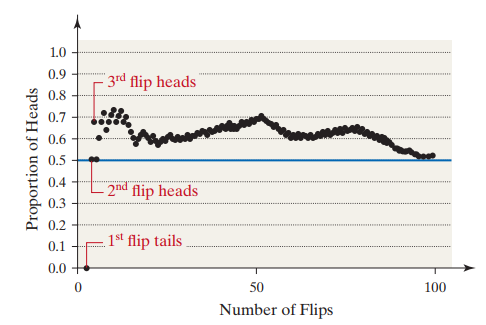 Proportion of Heads
1.0
0.9
0.8
0.7
0.6
0.5
0.4
0.3
0.2
0.1
0.0
3rd flip heads
2nd flip heads
1st flip tails
0
50
100
Number of Flips